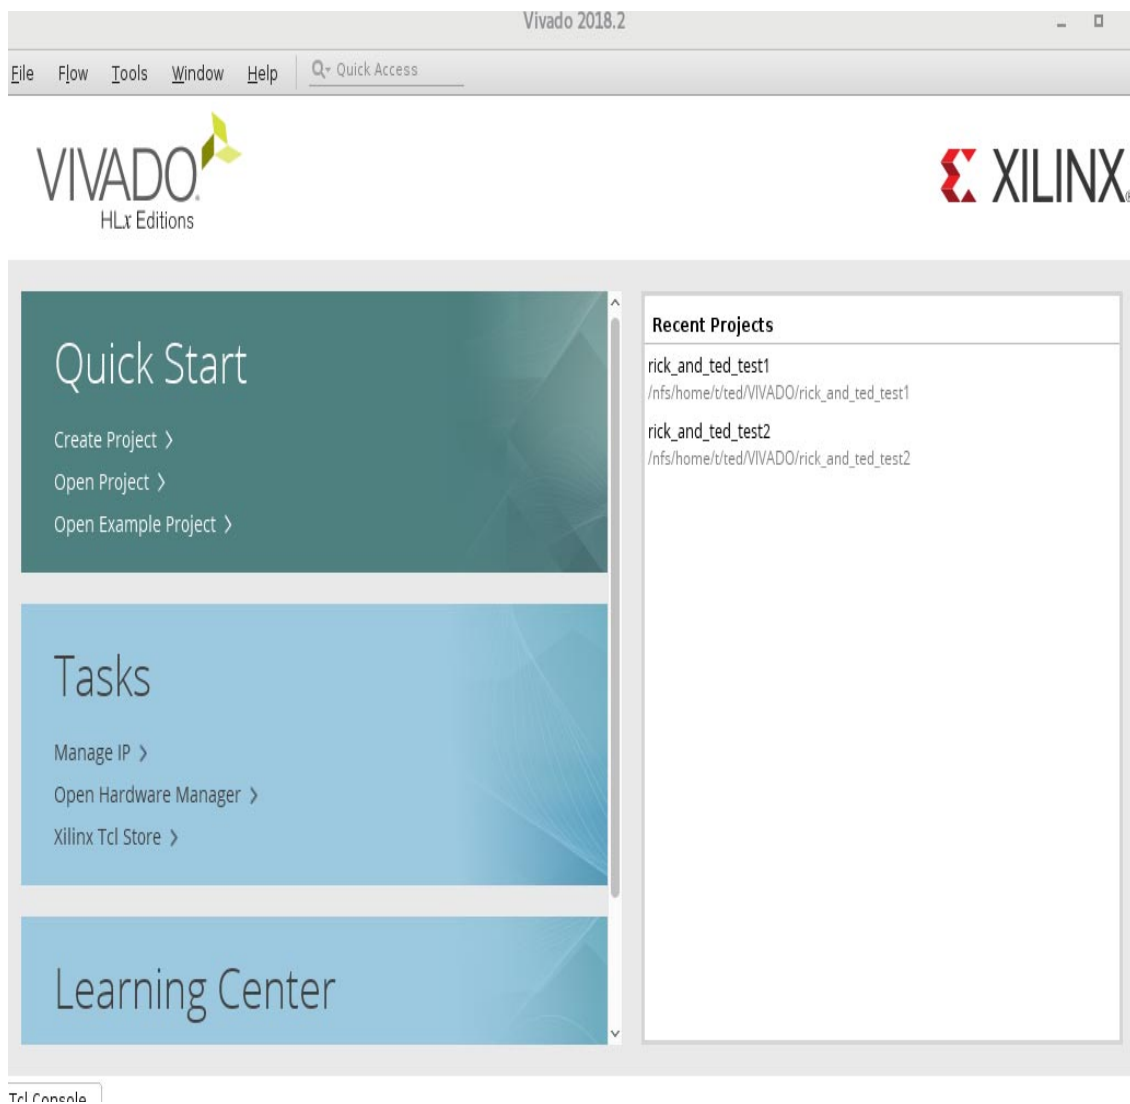 Vivado 2018.2
File Flow Tools Window Help Quick Access
VIVADO.
HLx Editions
XILINX
Quick Start
Create Project >
Open Project >
Open Example Project >
Tasks
Manage IP >
Open Hardware Manager >
Xilinx Tcl Store >
Learning Center
Recent Projects
rick_and_ted_test1
/nfs/home/t/ted/VIVADO/rick_and_ted_test1
rick_and_ted_test2
/nfs/home/t/ted/VIVADO/rick_and_ted_test2
Tcl Console